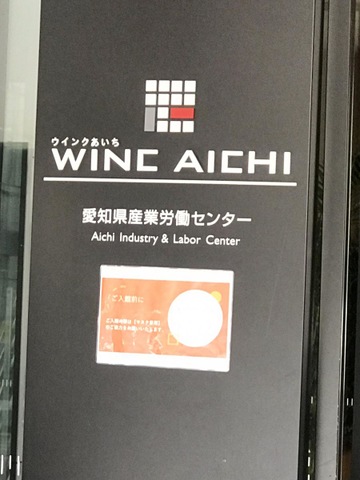 ウインクあいち
WINC AICHI
愛知県産業労働センター
Aichi Industry & Labor Center
ご入館前に